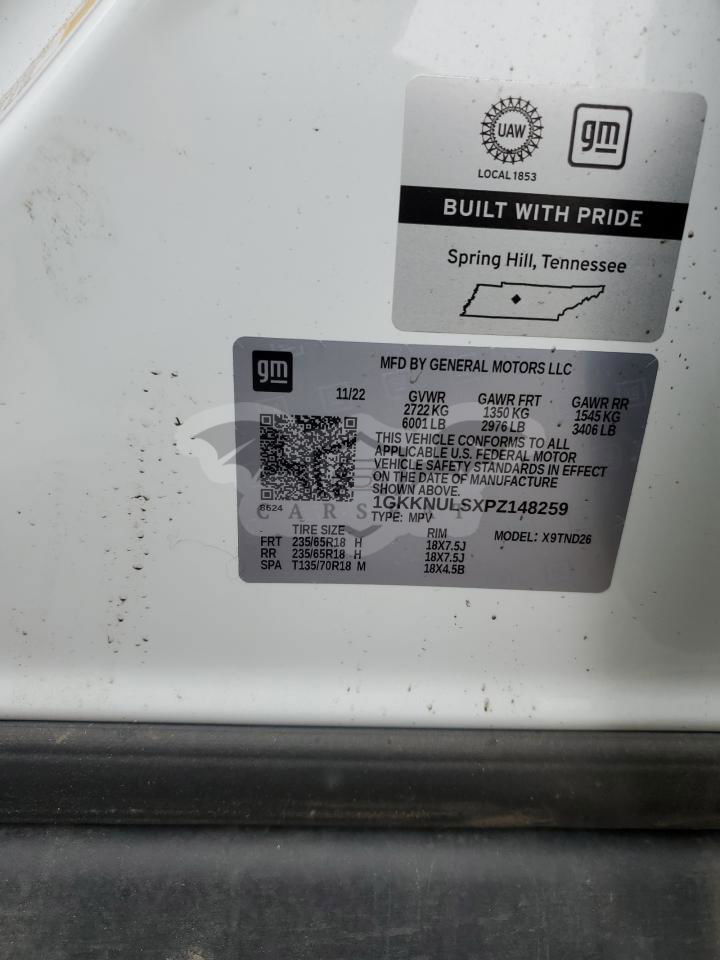 UAW
gm
LOCAL 1853
BUILT WITH PRIDE
Spring Hill, Tennessee
gm
MFD BY GENERAL MOTORS LLC
11/22 GVWR GAWR FRT GAWR RR
2722 KG 1350 KG 1545 KG
6001 LB 2976 LB 3406 LB
THIS VEHICLE CONFORMS TO ALL
APPLICABLE U.S. FEDERAL MOTOR
VEHICLE SAFETY STANDARDS IN EFFECT
ON THE DATE OF MANUFACTURE
SHOWN ABOVE.
8524 1GKKNULSXPZ148259
TYPE: MPV MODEL: X9TND26
TIRE SIZE RIM
FRT 235/65R18 H 18X7.5J
RR 235/65R18 H 18X7.5J
SPA T135/70R18 M 18X4.5B